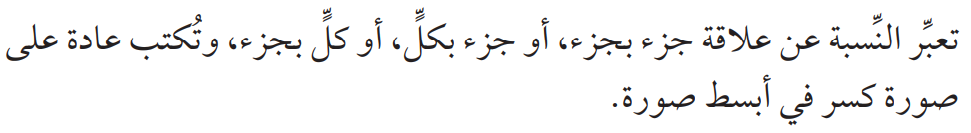 تعبِّر النِّسبة عن علاقة جزء بجزء، أو جزء بكلٍّ، أو كلٍّ بجزء، وتُكتب عادة على
صورة كسر في أبسط صورة.